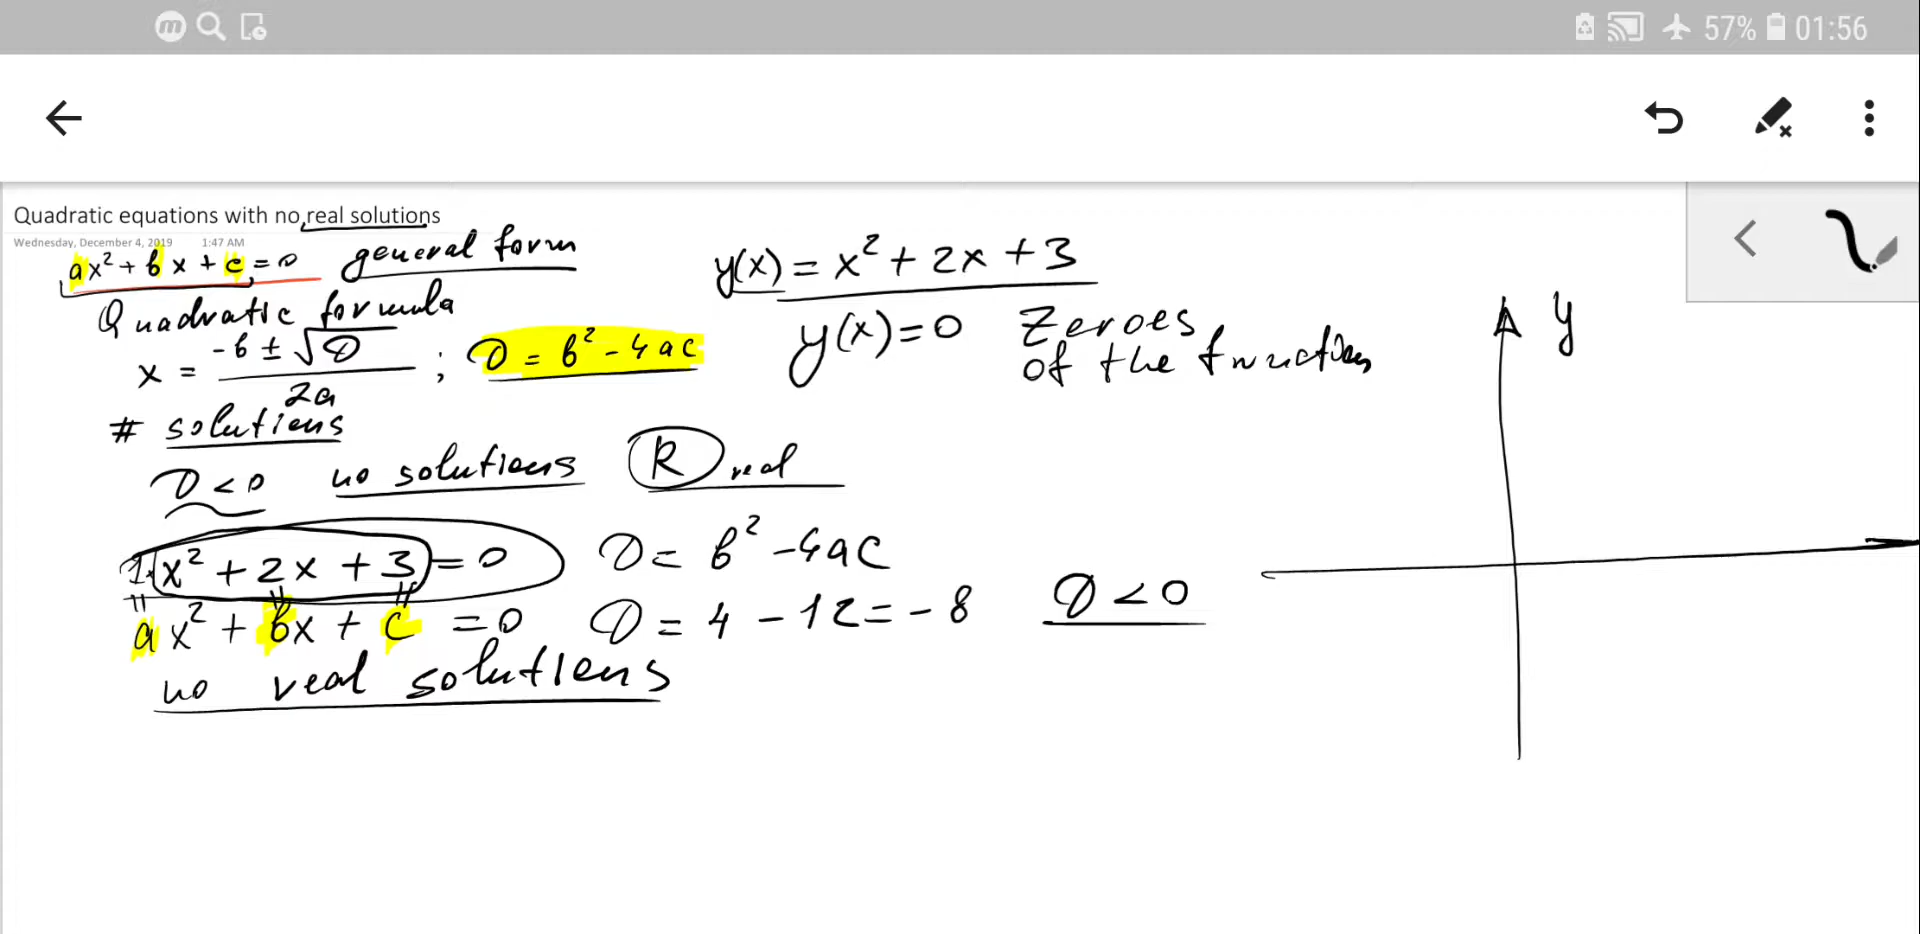 57% 01:56
Quadratic equations with no real solutions
Wednesday, December 4, 2019 1:47 AM
ax² + bx + c = 0 general form
Quadratic formula
x = (-b ± √D) / 2a ; D = b² - 4ac
# solutions
D < 0 no solutions R real
1·x² + 2x + 3 = 0 D = b² - 4ac
ax² + bx + c = 0 D = 4 - 12 = -8 D < 0
no real solutions
y(x) = x² + 2x + 3
y(x) = 0 Zeroes
of the function
y